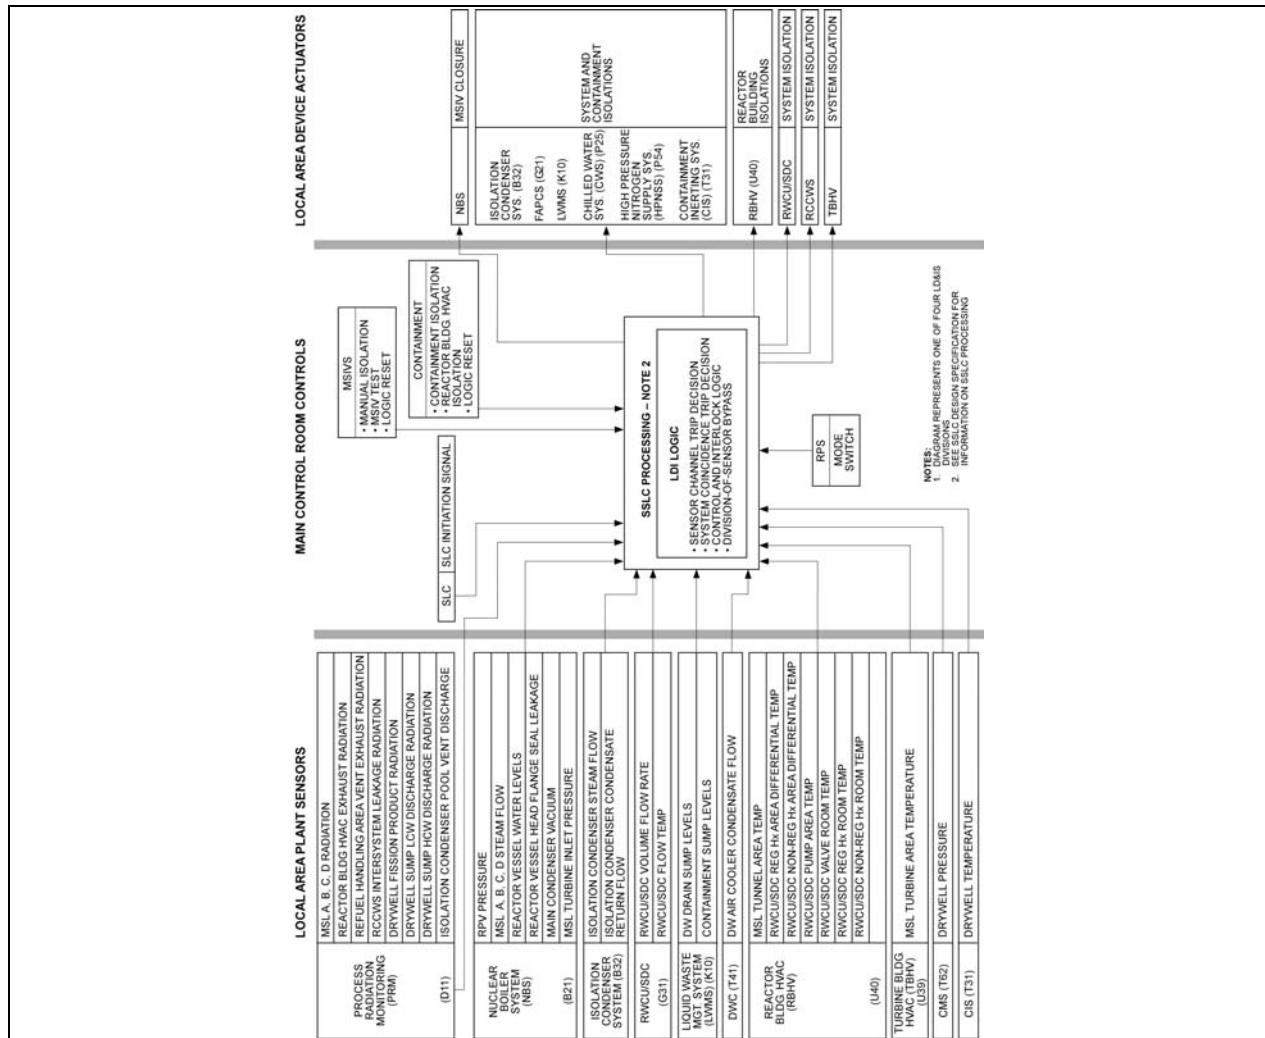 LOCAL AREA PLANT SENSORS
MAIN CONTROL ROOM CONTROLS
LOCAL AREA DEVICE ACTUATORS
PROCESS
RADIATION
MONITORING
(PRM)
(D11)
MSL A, B, C, D RADIATION
REACTOR BLDG HVAC EXHAUST RADIATION
REFUEL HANDLING AREA VENT EXHAUST RADIATION
RCCWS INTERSYSTEM LEAKAGE RADIATION
DRYWELL FISSION PRODUCT RADIATION
DRYWELL SUMP LCW DISCHARGE RADIATION
DRYWELL SUMP HCW DISCHARGE RADIATION
ISOLATION CONDENSER POOL VENT DISCHARGE
NUCLEAR
BOILER
SYSTEM
(NBS)
(B21)
RPV PRESSURE
MSL A, B, C, D STEAM FLOW
REACTOR VESSEL WATER LEVELS
REACTOR VESSEL HEAD FLANGE SEAL LEAKAGE
MAIN CONDENSER VACUUM
MSL TURBINE INLET PRESSURE
ISOLATION
CONDENSER
SYSTEM (B32)
ISOLATION CONDENSER STEAM FLOW
ISOLATION CONDENSER CONDENSATE
RETURN FLOW
RWCU/SDC
(G31)
RWCU/SDC VOLUME FLOW RATE
RWCU/SDC FLOW TEMP
LIQUID WASTE
MGT. SYSTEM
(LWMS) (K10)
DW DRAIN SUMP LEVELS
CONTAINMENT SUMP LEVELS
DWC (T41)
DW AIR COOLER CONDENSATE FLOW
REACTOR
BLDG. HVAC
(RBHV)
(U40)
MSL TUNNEL AREA TEMP
RWCU/SDC REG Hx AREA DIFFERENTIAL TEMP
RWCU/SDC NON-REG Hx AREA DIFFERENTIAL TEMP
RWCU/SDC PUMP AREA TEMP
RWCU/SDC VALVE ROOM TEMP
RWCU/SDC REG Hx ROOM TEMP
RWCU/SDC NON-REG Hx ROOM TEMP
TURBINE BLDG
HVAC (TBHV)
(U39)
MSL TURBINE AREA TEMPERATURE
CMS (T62)
DRYWELL PRESSURE
CIS (T31)
DRYWELL TEMPERATURE
SLC
SLC INITIATION SIGNAL
MSIVS
• MANUAL ISOLATION
• MSIV TEST
• LOGIC RESET
CONTAINMENT
• CONTAINMENT ISOLATION
• REACTOR BLDG. HVAC
ISOLATION
• LOGIC RESET
SSLC PROCESSING – NOTE 2
LDI LOGIC
• SENSOR CHANNEL TRIP DECISION
• SYSTEM COINCIDENCE TRIP DECISION
• CONTROL AND INTERLOCK LOGIC
• DIVISION-OF-SENSOR BYPASS
RPS
MODE
SWITCH
NOTES:
1. DIAGRAM REPRESENTS ONE OF FOUR LD&IS
DIVISIONS
2. SEE SSLC DESIGN SPECIFICATION FOR
INFORMATION ON SSLC PROCESSING
NBS
MSIV CLOSURE
ISOLATION
CONDENSER
SYS. (B32)
FAPCS (G21)
LWMS (K10)
CHILLED WATER
SYS. (CWS) (P25)
HIGH PRESSURE
NITROGEN
SUPPLY SYS.
(HPNSS) (P54)
CONTAINMENT
INERTING SYS.
(CIS) (T31)
SYSTEM AND
CONTAINMENT
ISOLATIONS
RBHV (U40)
REACTOR
BUILDING
ISOLATIONS
RWCU/SDC
SYSTEM ISOLATION
RCCWS
SYSTEM ISOLATION
TBHV
SYSTEM ISOLATION